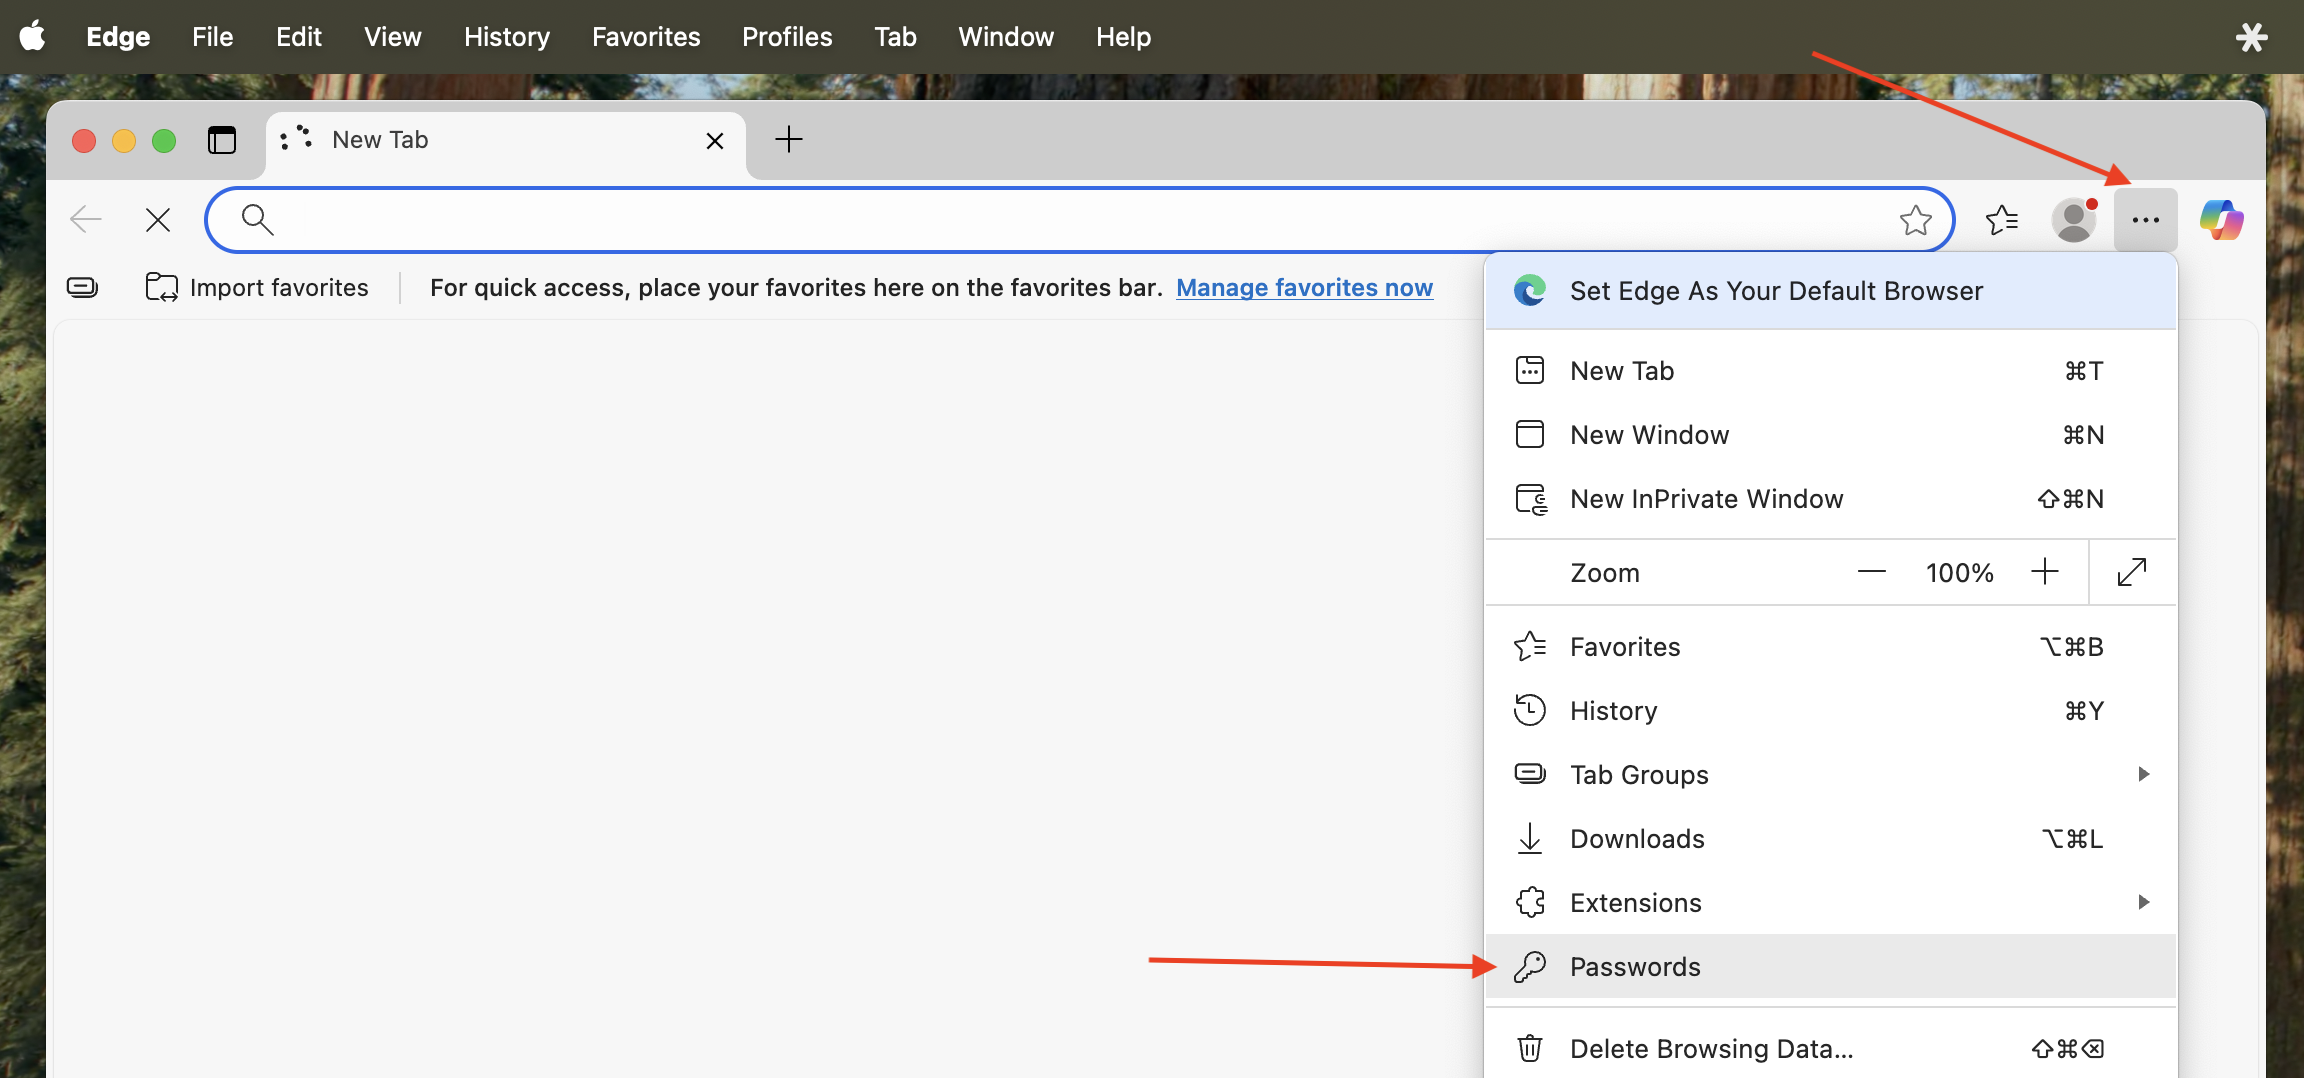 Edge File Edit View History Favorites Profiles Tab Window Help
New Tab
Import favorites For quick access, place your favorites here on the favorites bar. Manage favorites now
Set Edge As Your Default Browser
New Tab ⌘T
New Window ⌘N
New InPrivate Window ⇧⌘N
Zoom — 100% +
Favorites ⌥⌘B
History ⌘Y
Tab Groups
Downloads ⌥⌘L
Extensions
Passwords
Delete Browsing Data... ⇧⌘⌫